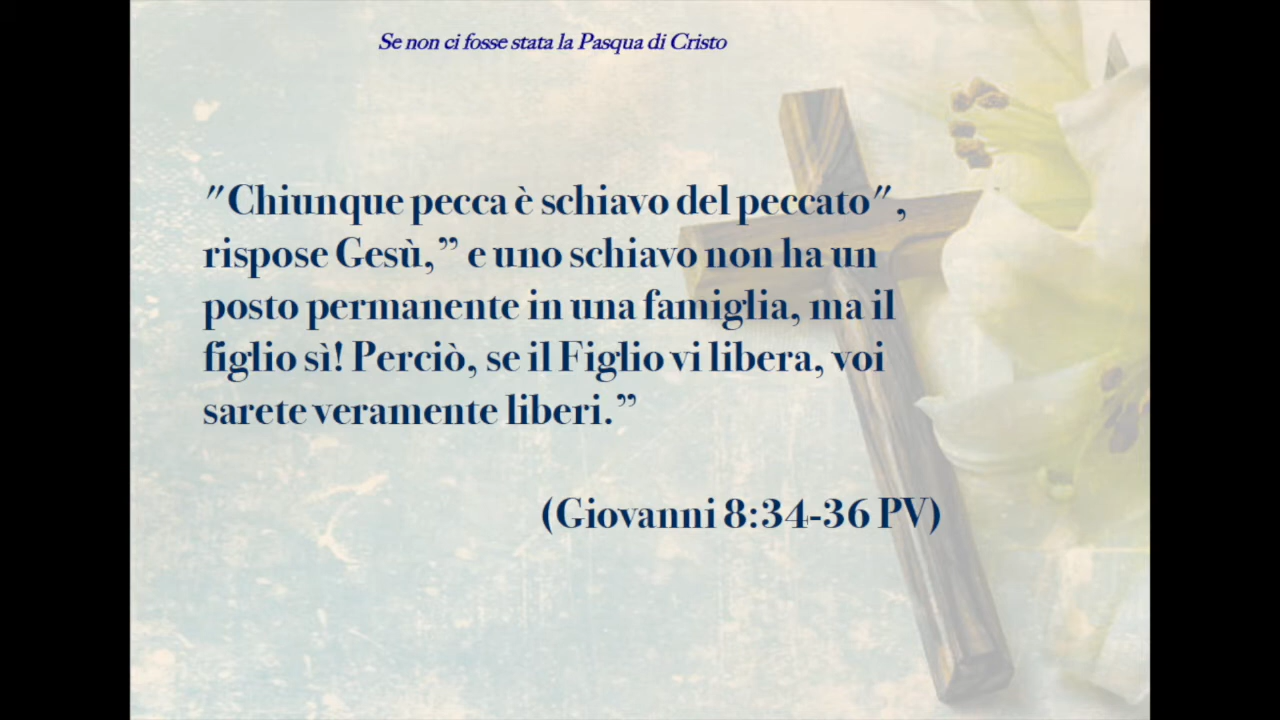 Se non ci fosse stata la Pasqua di Cristo
"Chiunque pecca è schiavo del peccato",
rispose Gesù,” e uno schiavo non ha un
posto permanente in una famiglia, ma il
figlio sì! Perciò, se il Figlio vi libera, voi
sarete veramente liberi.”
(Giovanni 8:34-36 PV)